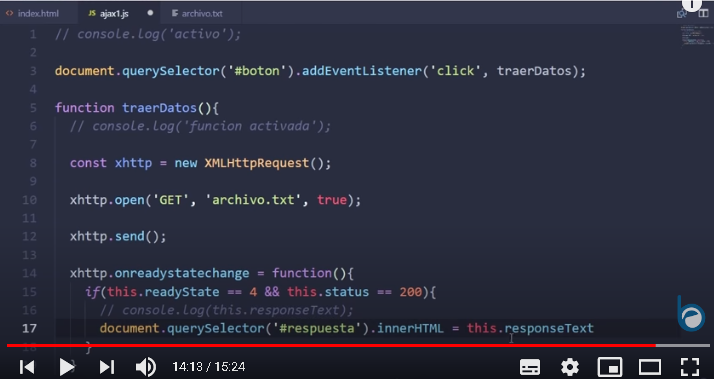 index.html
JS ajax1.js
archivo.txt
1 // console.log('activo');
2
3 document.querySelector('#boton').addEventListener('click', traerDatos);
4
5 function traerDatos(){
6 // console.log('funcion activada');
7
8 const xhttp = new XMLHttpRequest();
9
10 xhttp.open('GET', 'archivo.txt', true);
11
12 xhttp.send();
13
14 xhttp.onreadystatechange = function(){
15 if(this.readyState == 4 && this.status == 200){
16 // console.log(this.responseText);
17 document.querySelector('#respuesta').innerHTML = this.responseText
18 }
14:13 / 15:24